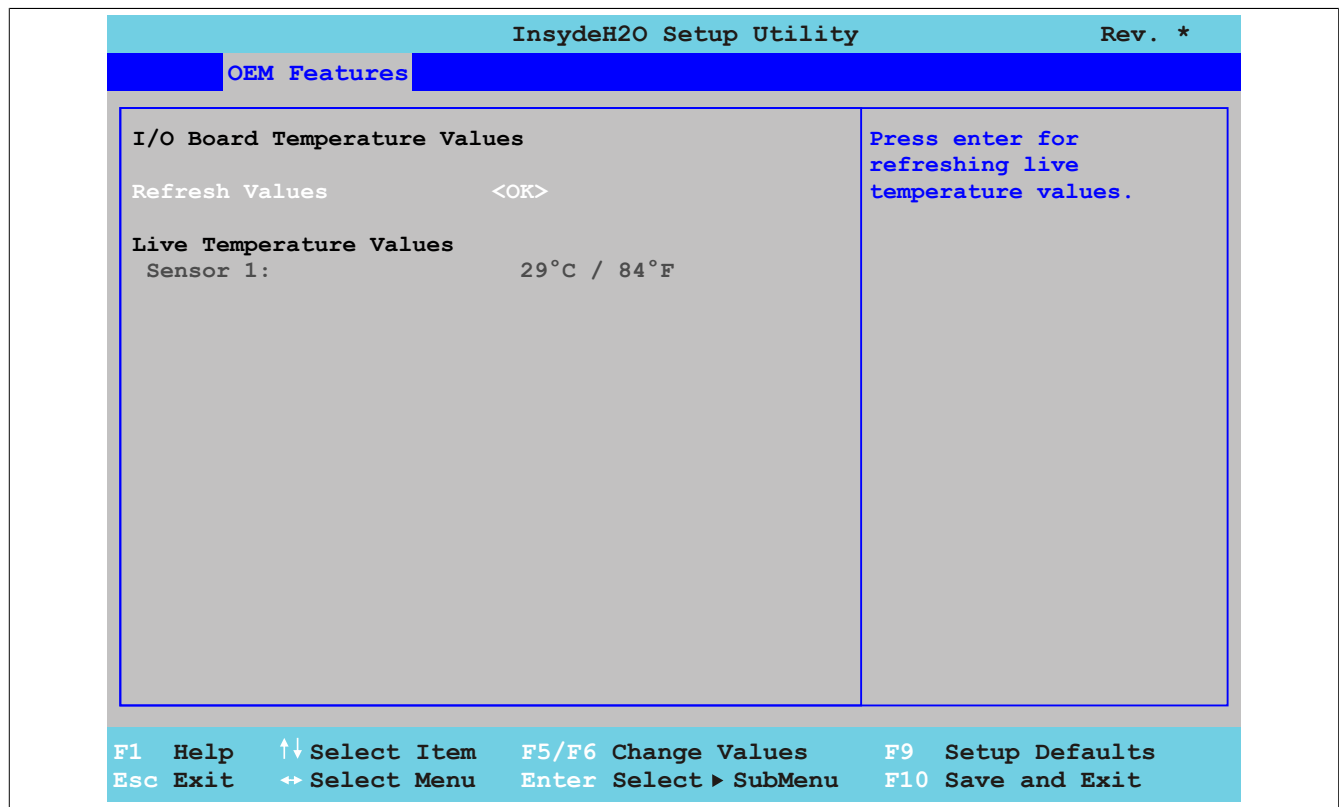 InsydeH2O Setup Utility Rev. *
OEM Features
I/O Board Temperature Values
Refresh Values <OK>
Live Temperature Values
Sensor 1: 29°C / 84°F
Press enter for
refreshing live
temperature values.
F1 Help ↑↓ Select Item F5/F6 Change Values F9 Setup Defaults
Esc Exit ↔ Select Menu Enter Select ▶ SubMenu F10 Save and Exit